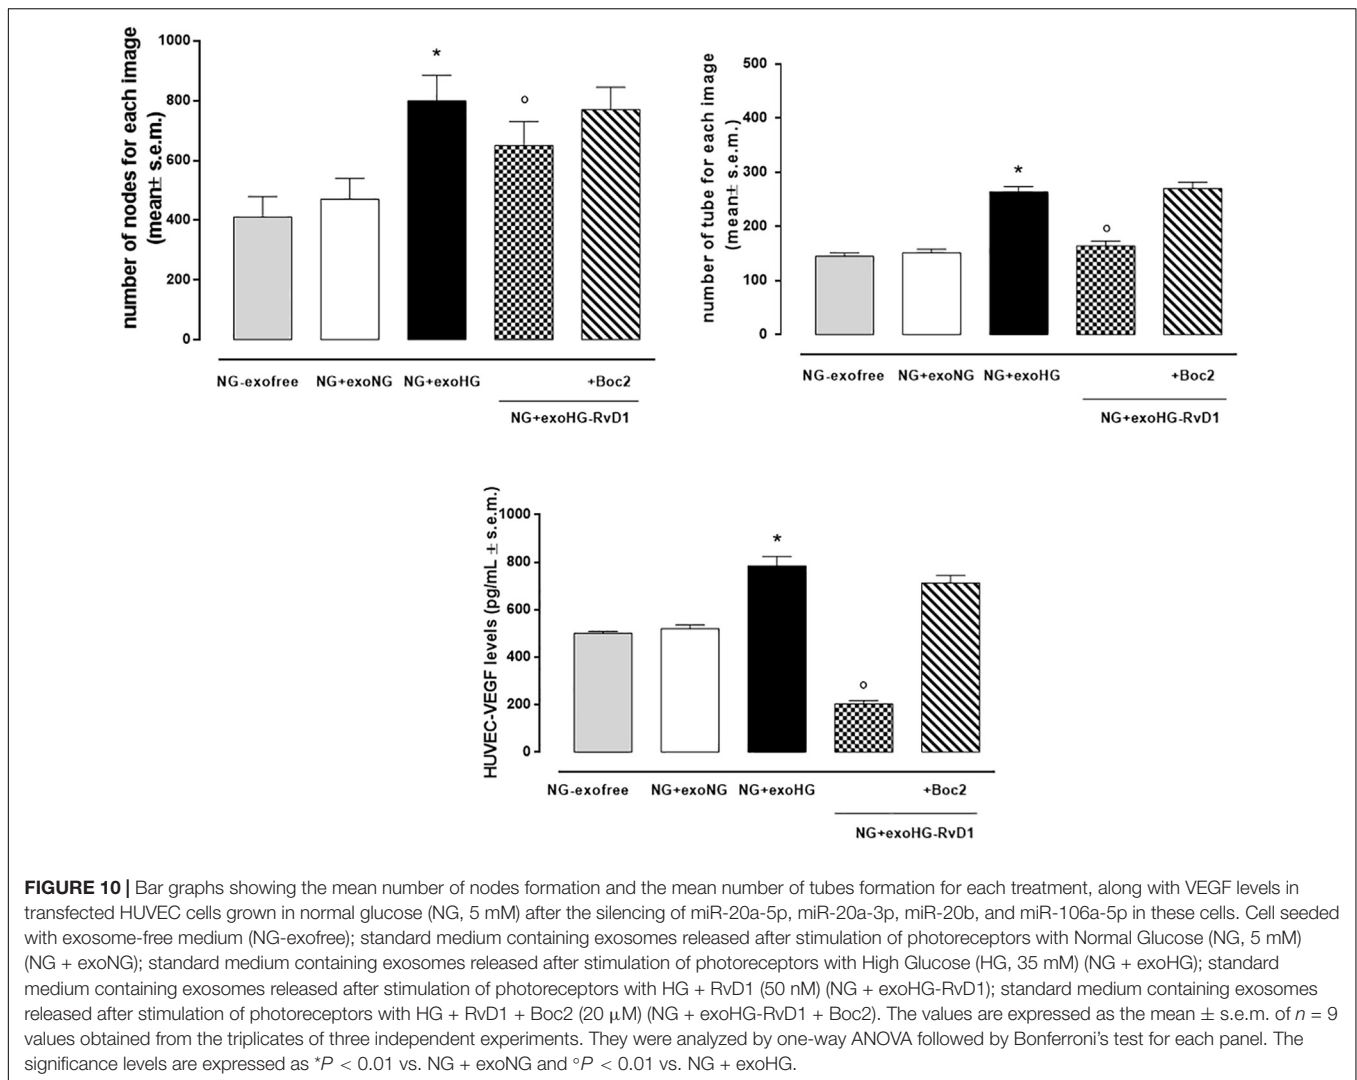 number of nodes for each image
(mean± s.e.m.)
1000
800
600
400
200
0
*
o
NG-exofree
NG+exoNG
NG+exoHG
+Boc2
NG+exoHG-RvD1
number of tube for each image
(mean± s.e.m.)
500
400
300
200
100
0
*
o
NG-exofree
NG+exoNG
NG+exoHG
+Boc2
NG+exoHG-RvD1
HUVEC-VEGF levels (pg/mL ± s.e.m.)
1000
800
600
400
200
0
*
o
NG-exofree
NG+exoNG
NG+exoHG
+Boc2
NG+exoHG-RvD1
FIGURE 10 | Bar graphs showing the mean number of nodes formation and the mean number of tubes formation for each treatment, along with VEGF levels in
transfected HUVEC cells grown in normal glucose (NG, 5 mM) after the silencing of miR-20a-5p, miR-20a-3p, miR-20b, and miR-106a-5p in these cells. Cell seeded
with exosome-free medium (NG-exofree); standard medium containing exosomes released after stimulation of photoreceptors with Normal Glucose (NG, 5 mM)
(NG + exoNG); standard medium containing exosomes released after stimulation of photoreceptors with High Glucose (HG, 35 mM) (NG + exoHG); standard
medium containing exosomes released after stimulation of photoreceptors with HG + RvD1 (50 nM) (NG + exoHG-RvD1); standard medium containing exosomes
released after stimulation of photoreceptors with HG + RvD1 + Boc2 (20 μM) (NG + exoHG-RvD1 + Boc2). The values are expressed as the mean ± s.e.m. of n = 9
values obtained from the triplicates of three independent experiments. They were analyzed by one-way ANOVA followed by Bonferroni's test for each panel. The
significance levels are expressed as *P < 0.01 vs. NG + exoNG and °P < 0.01 vs. NG + exoHG.